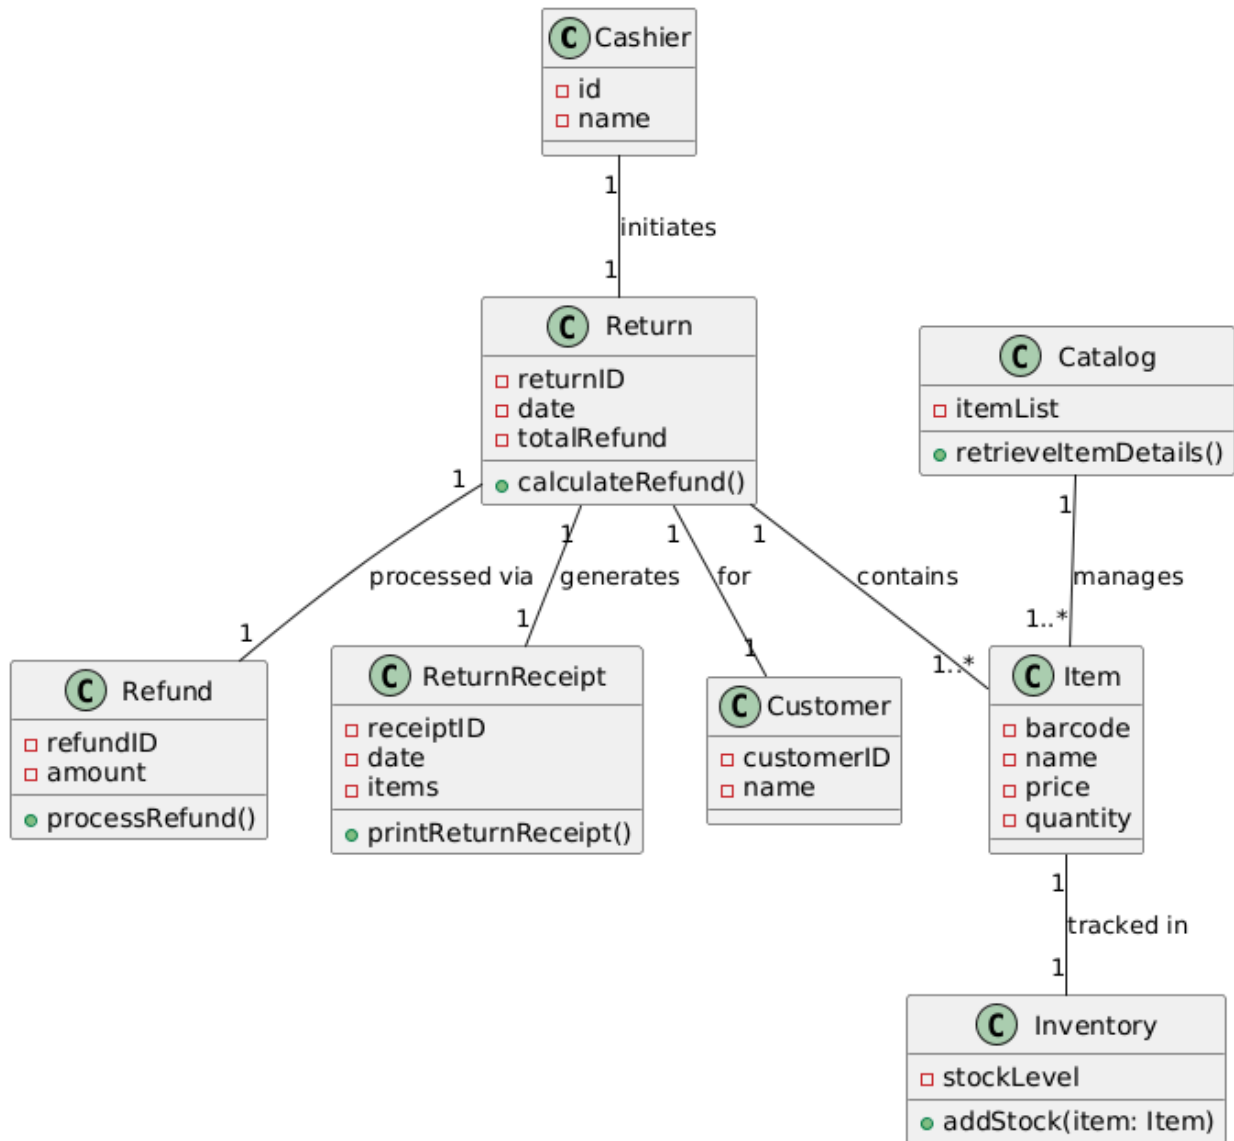 C Cashier
id
name
1
initiates
1
C Return
returnID
date
totalRefund
calculateRefund()
C Catalog
itemList
retrieveItemDetails()
1
1
1
1
1
processed via
generates
for
contains
manages
1
1
1
1..*
1..*
C Refund
refundID
amount
processRefund()
C ReturnReceipt
receiptID
date
items
printReturnReceipt()
C Customer
customerID
name
C Item
barcode
name
price
quantity
1
tracked in
1
C Inventory
stockLevel
addStock(item: Item)